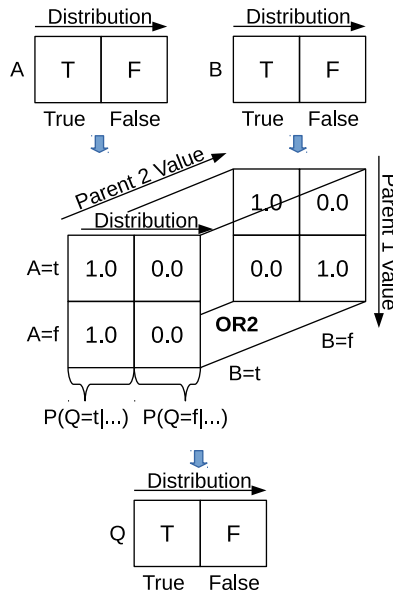 Distribution Distribution
A T F B T F
True False True False
Parent 2 Value
Parent 1 Value
Distribution
1.0 0.0
A=t 1.0 0.0 0.0 1.0
OR2
A=f 1.0 0.0 B=f
B=t
P(Q=t|...) P(Q=f|...)
Distribution
Q T F
True False